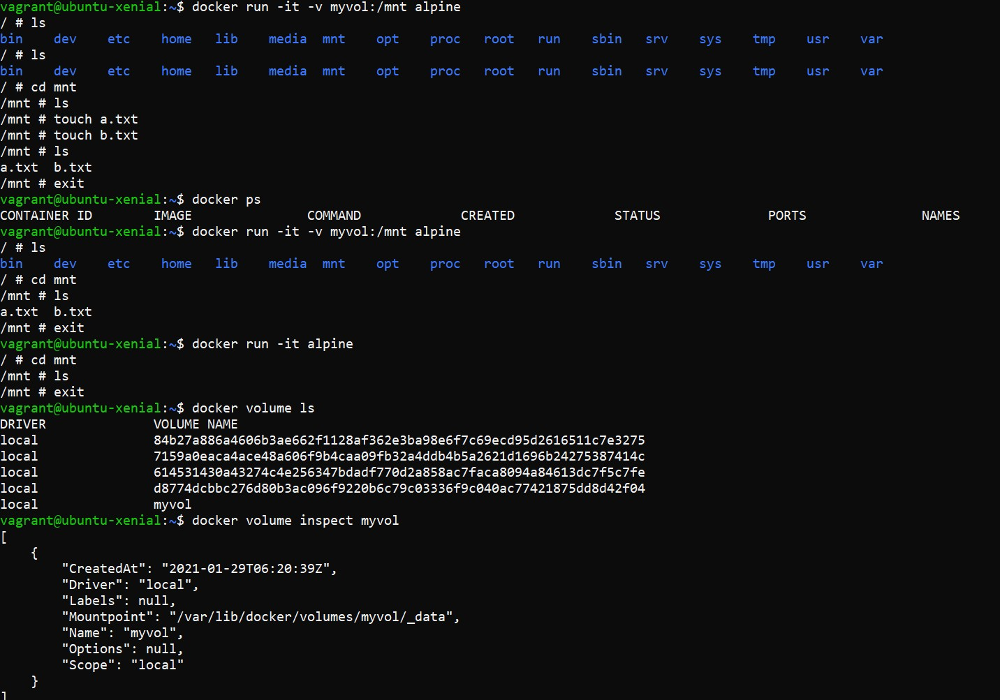 vagrant@ubuntu-xenial:~$ docker run -it -v myvol:/mnt alpine
/ # ls
bin    dev    etc    home   lib    media  mnt    opt    proc   root   run    sbin   srv    sys    tmp    usr    var
/ # ls
bin    dev    etc    home   lib    media  mnt    opt    proc   root   run    sbin   srv    sys    tmp    usr    var
/ # cd mnt
/mnt # ls
/mnt # touch a.txt
/mnt # touch b.txt
/mnt # ls
a.txt  b.txt
/mnt # exit
vagrant@ubuntu-xenial:~$ docker ps
CONTAINER ID        IMAGE               COMMAND             CREATED             STATUS              PORTS               NAMES
vagrant@ubuntu-xenial:~$ docker run -it -v myvol:/mnt alpine
/ # ls
bin    dev    etc    home   lib    media  mnt    opt    proc   root   run    sbin   srv    sys    tmp    usr    var
/ # cd mnt
/mnt # ls
a.txt  b.txt
/mnt # exit
vagrant@ubuntu-xenial:~$ docker run -it alpine
/ # cd mnt
/mnt # ls
/mnt # exit
vagrant@ubuntu-xenial:~$ docker volume ls
DRIVER              VOLUME NAME
local               84b27a886a4606b3ae662f1128af362e3ba98e6f7c69ecd95d2616511c7e3275
local               7159a0eaca4ace48a606f9b4caa09fb32a4ddb4b5a2621d1696b24275387414c
local               614531430a43274c4e256347bdadf770d2a858ac7faca8094a84613dc7f5c7fe
local               d8774dcbbc276d80b3ac096f9220b6c79c03336f9c040ac77421875dd8d42f04
local               myvol
vagrant@ubuntu-xenial:~$ docker volume inspect myvol
[
    {
        "CreatedAt": "2021-01-29T06:20:39Z",
        "Driver": "local",
        "Labels": null,
        "Mountpoint": "/var/lib/docker/volumes/myvol/_data",
        "Name": "myvol",
        "Options": null,
        "Scope": "local"
    }
]